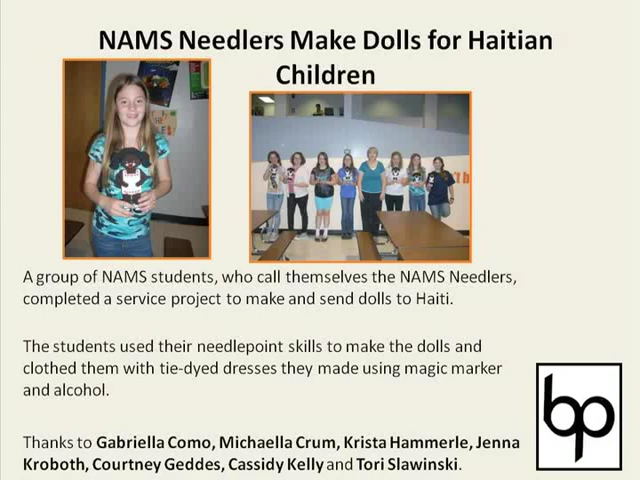 NAMS Needlers Make Dolls for Haitian
Children
A group of NAMS students, who call themselves the NAMS Needlers,
completed a service project to make and send dolls to Haiti.
The students used their needlepoint skills to make the dolls and
clothed them with tie-dyed dresses they made using magic marker
and alcohol.
Thanks to Gabriella Como, Michaella Crum, Krista Hammerle, Jenna
Kroboth, Courtney Geddes, Cassidy Kelly and Tori Slawinski.
bp